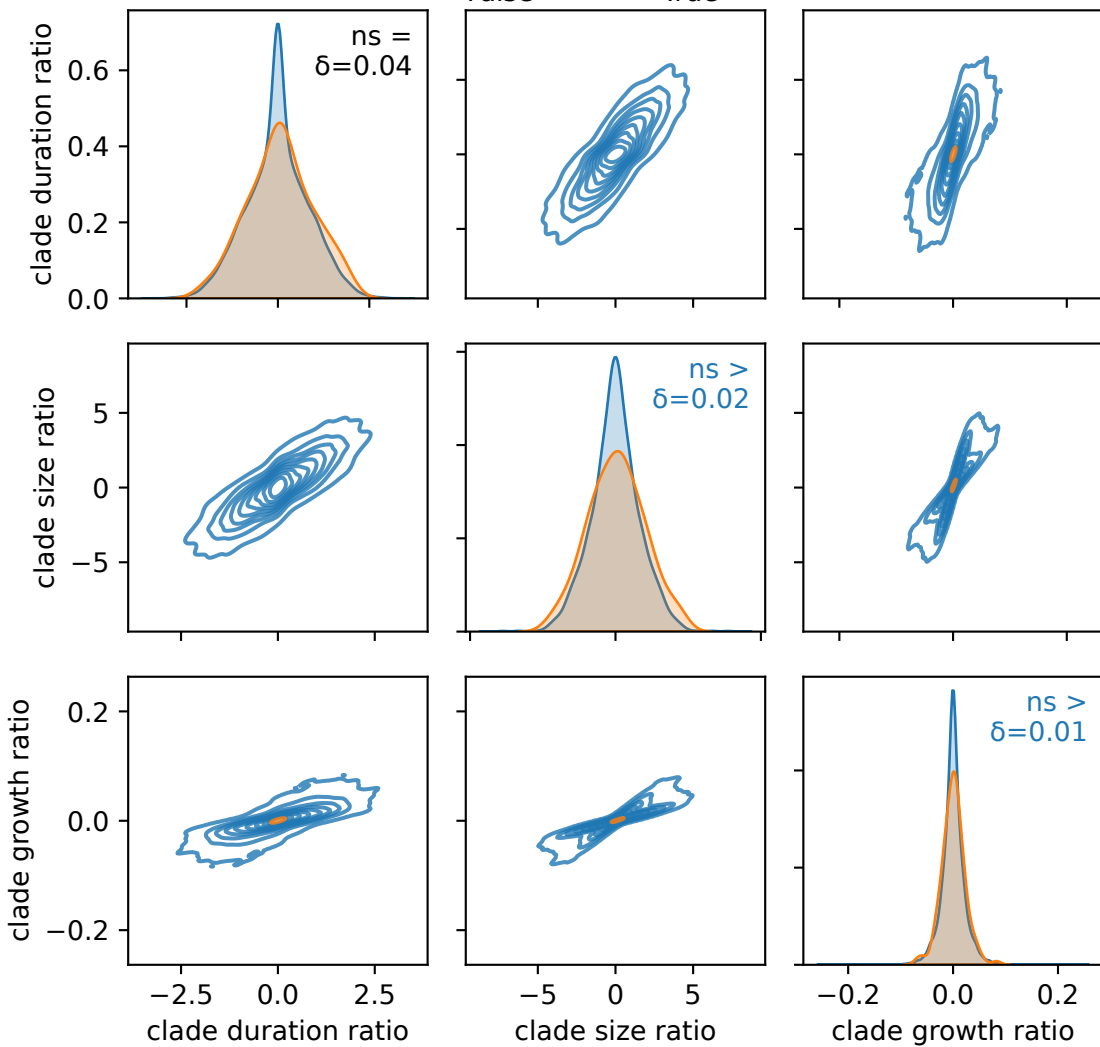 clade duration ratio
0.6
0.4
0.2
0.0
ns =
δ=0.04
clade size ratio
5
0
−5
ns >
δ=0.02
clade growth ratio
0.2
0.0
−0.2
ns >
δ=0.01
−2.5 0.0 2.5
−5 0 5
−0.2 0.0 0.2
clade duration ratio
clade size ratio
clade growth ratio